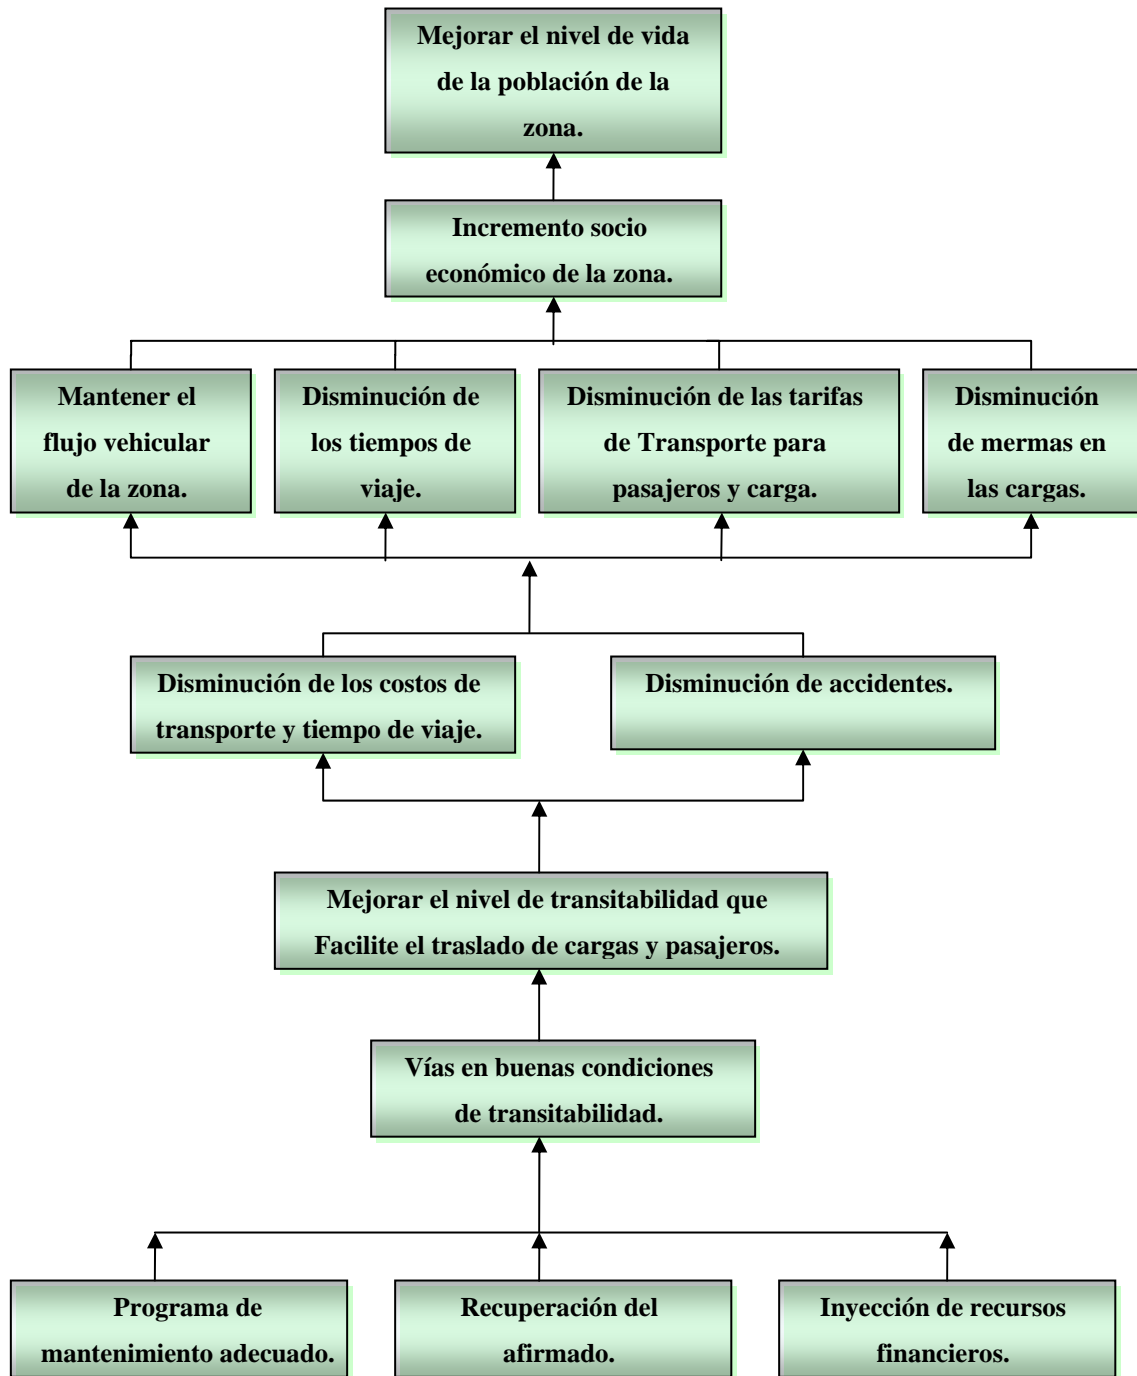 Mejorar el nivel de vida
de la población de la
zona.
Incremento socio
económico de la zona.
Mantener el
flujo vehicular
de la zona.
Disminución de
los tiempos de
viaje.
Disminución de las tarifas
de Transporte para
pasajeros y carga.
Disminución
de mermas en
las cargas.
Disminución de los costos de
transporte y tiempo de viaje.
Disminución de accidentes.
Mejorar el nivel de transitabilidad que
Facilite el traslado de cargas y pasajeros.
Vías en buenas condiciones
de transitabilidad.
Programa de
mantenimiento adecuado.
Recuperación del
afirmado.
Inyección de recursos
financieros.